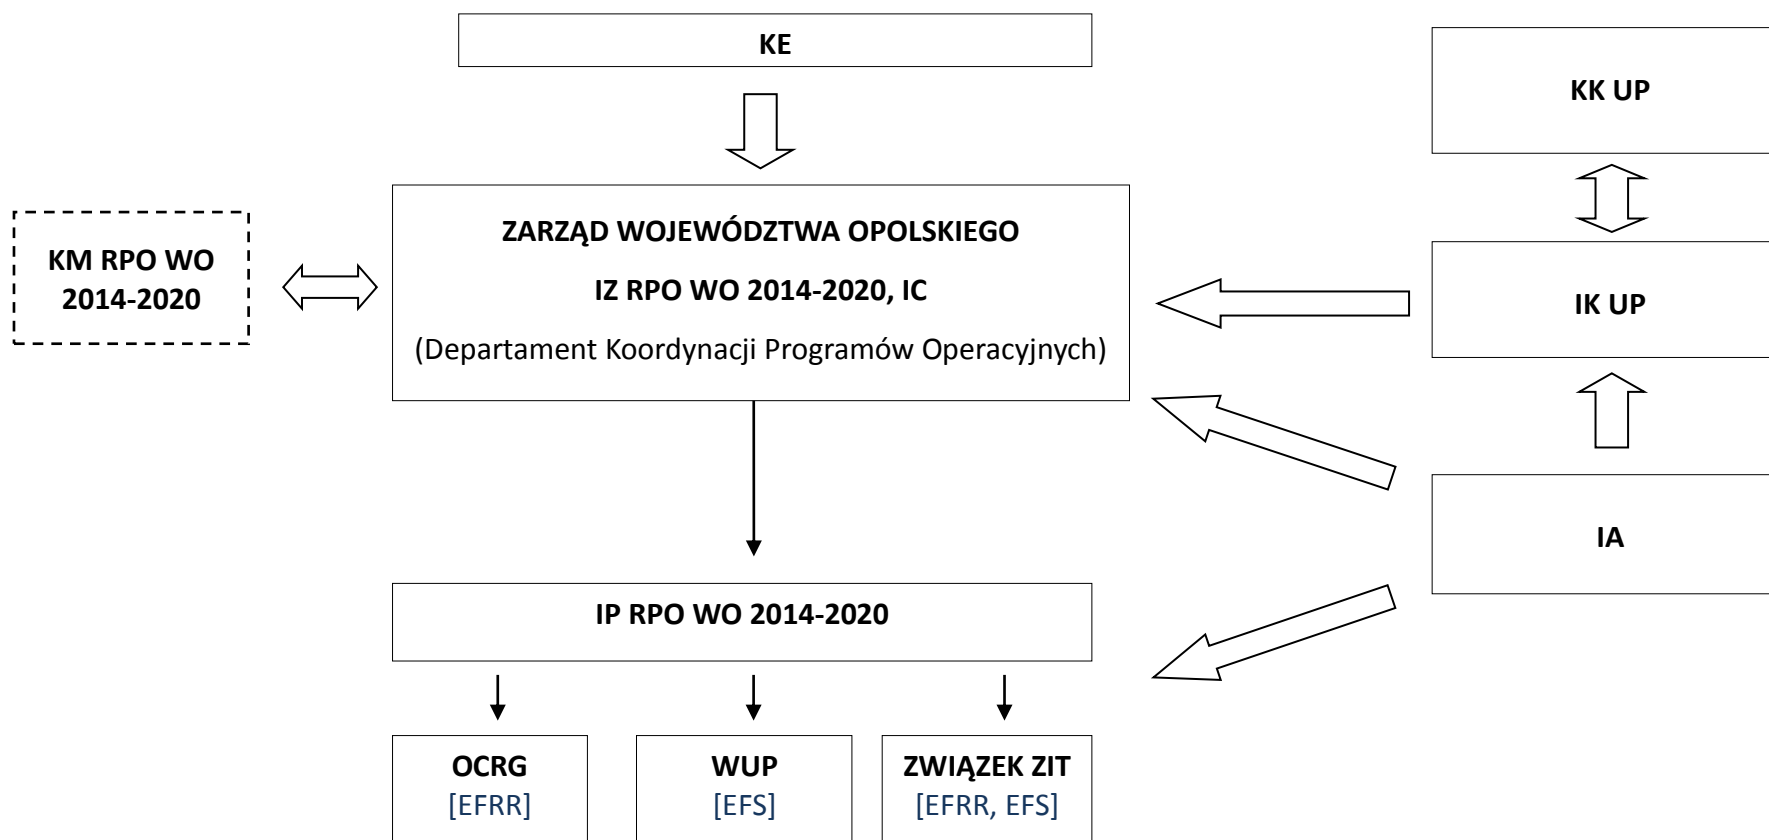 KE
KK UP
ZARZĄD WOJEWÓDZTWA OPOLSKIEGO
IZ RPO WO 2014-2020, IC
(Departament Koordynacji Programów Operacyjnych)
KM RPO WO
2014-2020
IK UP
IA
IP RPO WO 2014-2020
OCRG
[EFRR]
WUP
[EFS]
ZWIĄZEK ZIT
[EFRR, EFS]